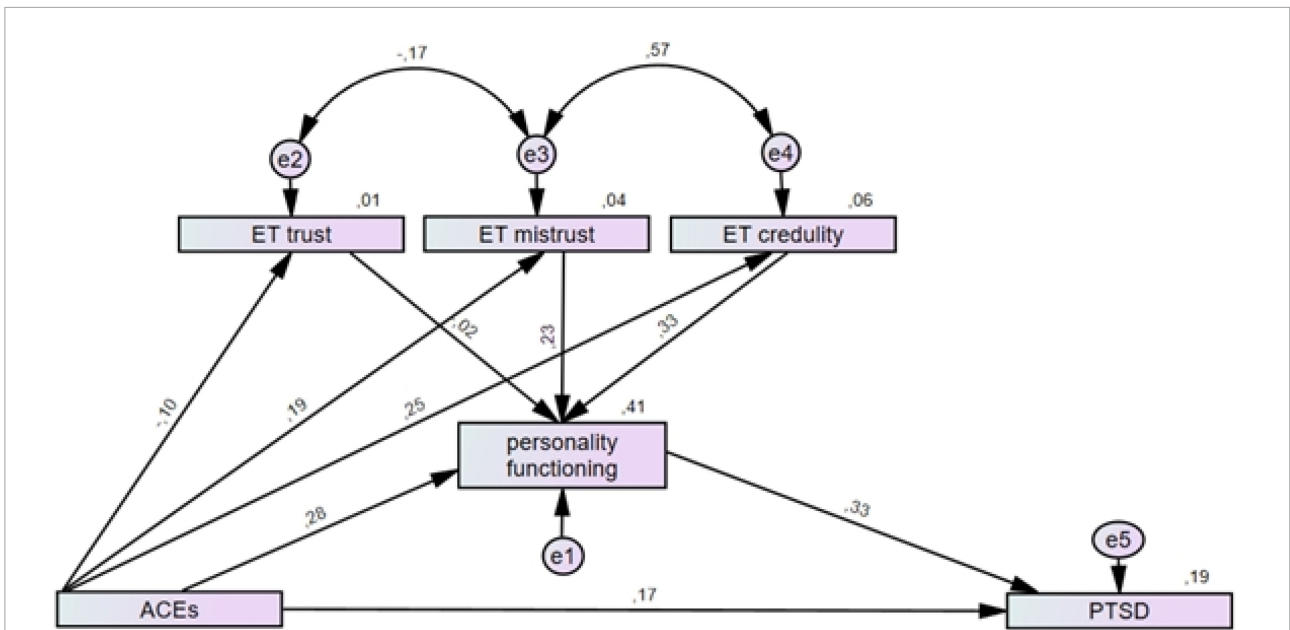 -,17
,57
e2
e3
e4
,01
,04
,06
ET trust
ET mistrust
ET credulity
,02
,23
,33
-,10
,19
,25
,41
personality
functioning
,28
,33
e1
e5
,17
,19
ACEs
PTSD